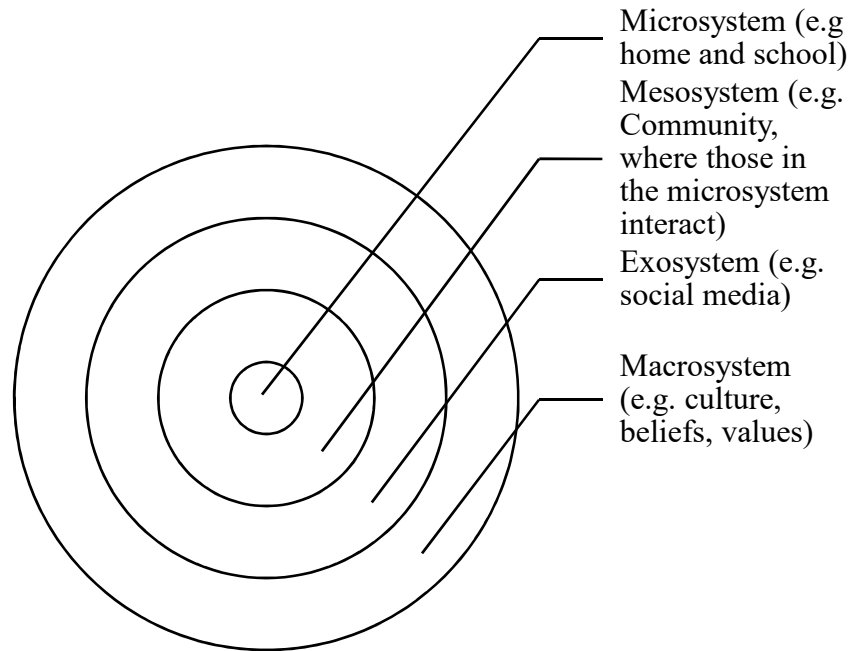 Microsystem (e.g
home and school)
Mesosystem (e.g.
Community,
where those in
the microsystem
interact)
Exosystem (e.g.
social media)
Macrosystem
(e.g. culture,
beliefs, values)